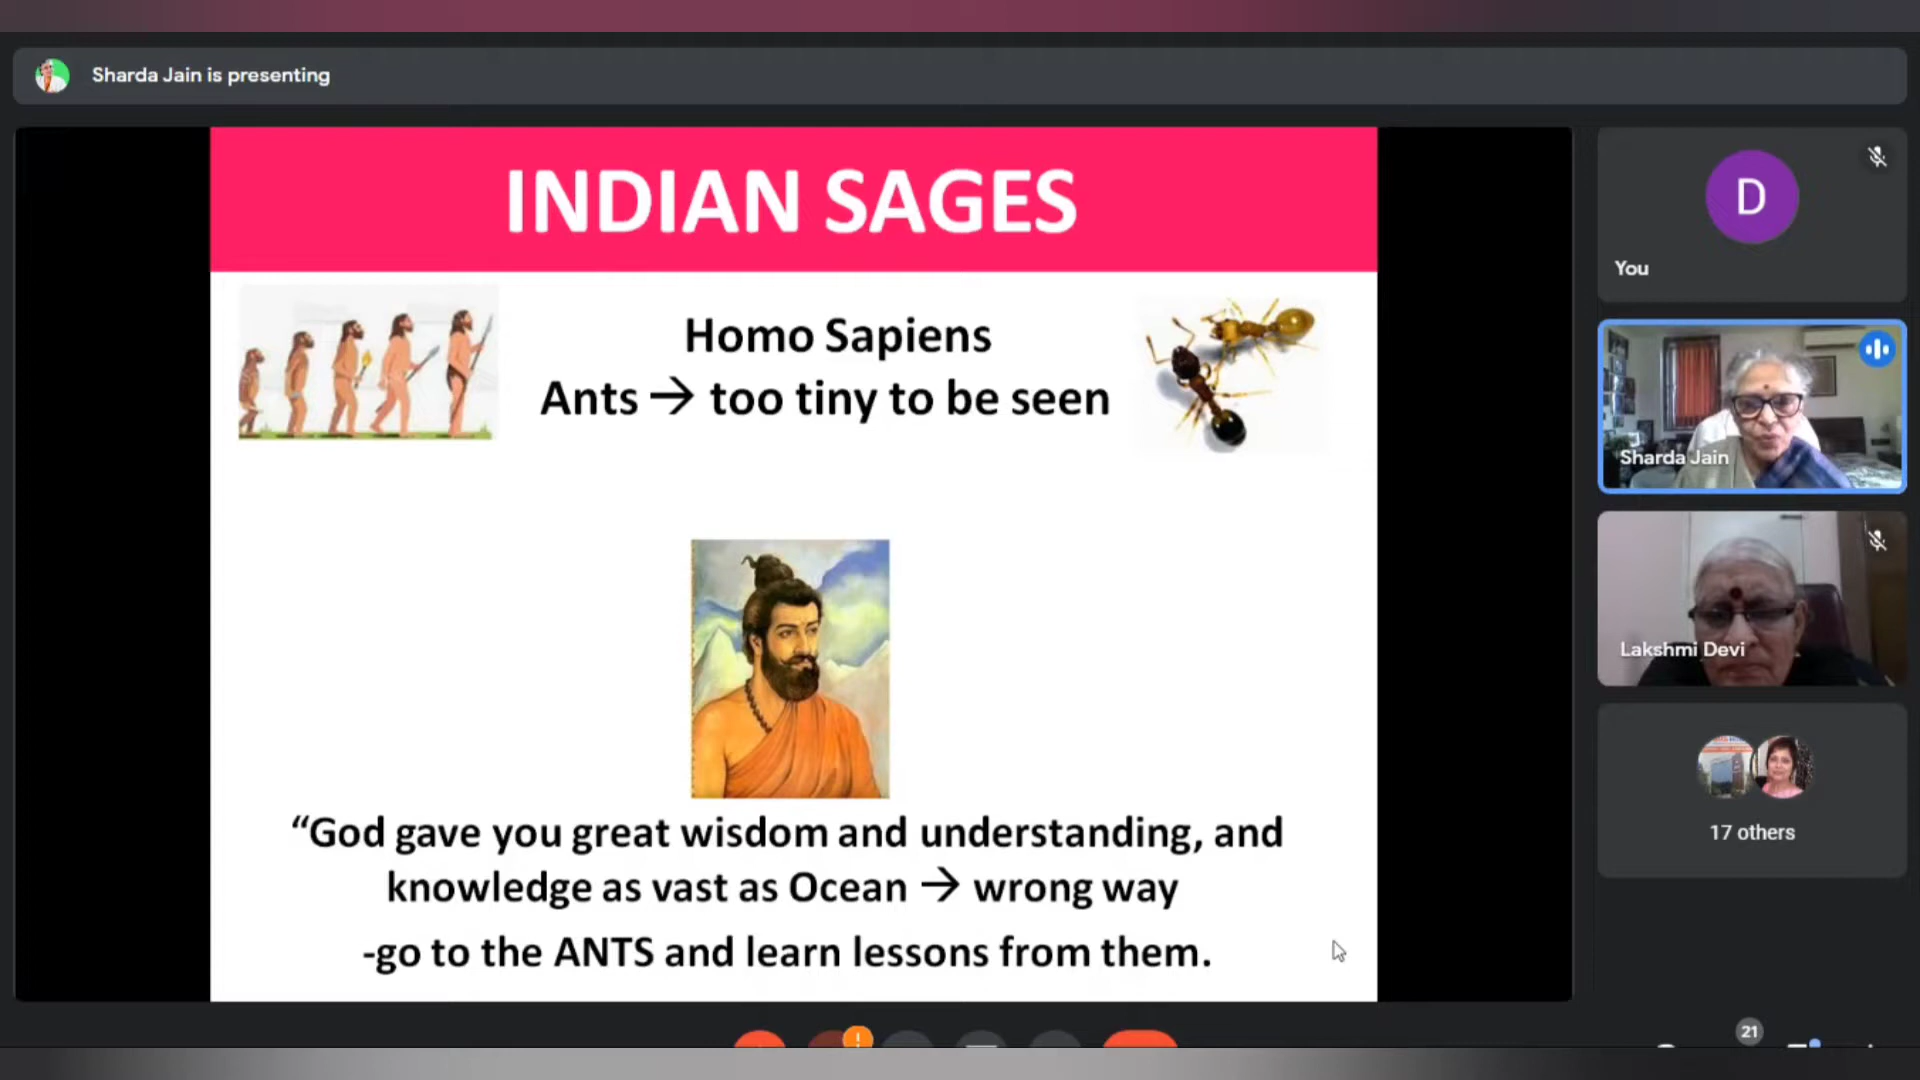 Sharda Jain is presenting
INDIAN SAGES
Homo Sapiens
Ants → too tiny to be seen
“God gave you great wisdom and understanding, and
knowledge as vast as Ocean → wrong way
-go to the ANTS and learn lessons from them.
D
You
Sharda Jain
Lakshmi Devi
17 others
!
21